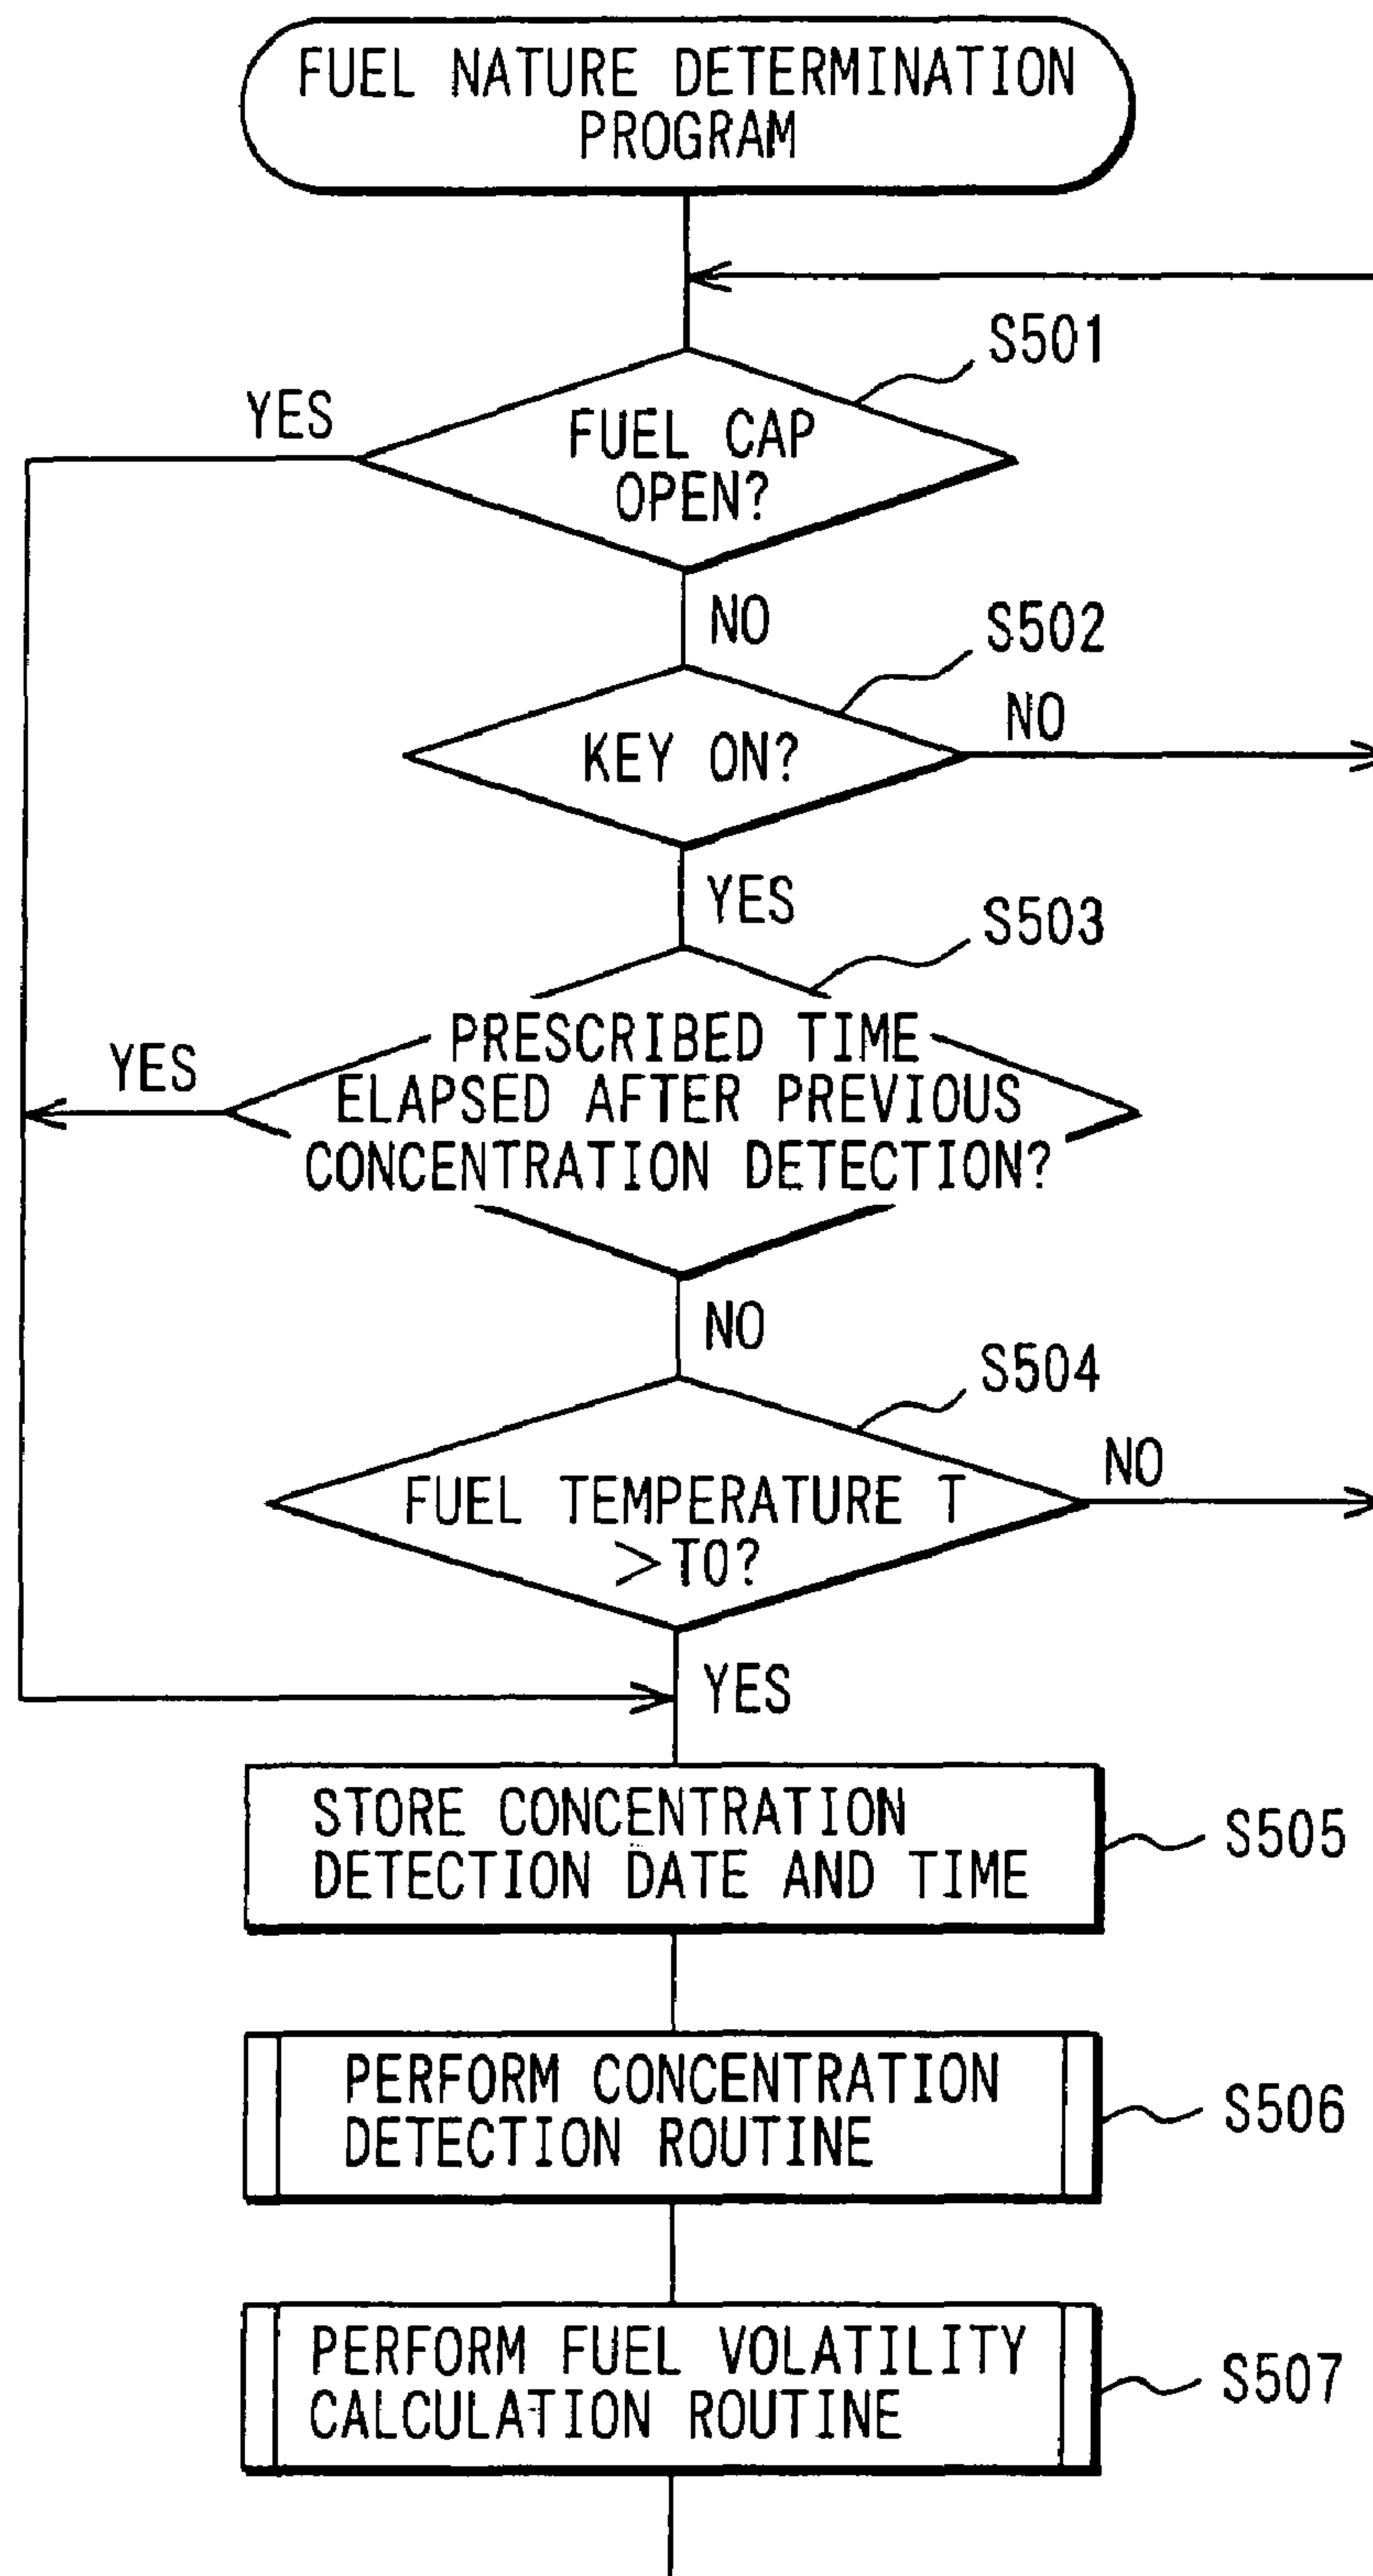 FUEL NATURE DETERMINATION
PROGRAM
S501
YES
FUEL CAP
OPEN?
NO
S502
NO
KEY ON?
YES
S503
YES
PRESCRIBED TIME
ELAPSED AFTER PREVIOUS
CONCENTRATION DETECTION?
NO
S504
NO
FUEL TEMPERATURE T
>T0?
YES
STORE CONCENTRATION
DETECTION DATE AND TIME
S505
PERFORM CONCENTRATION
DETECTION ROUTINE
S506
PERFORM FUEL VOLATILITY
CALCULATION ROUTINE
S507